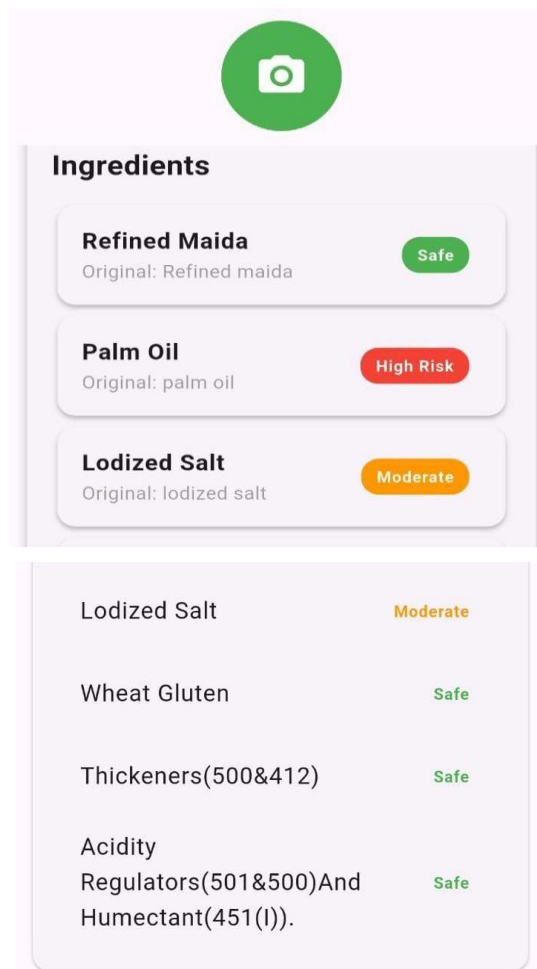 Ingredients
Refined Maida
Original: Refined maida
Safe
Palm Oil
Original: palm oil
High Risk
Lodized Salt
Original: lodized salt
Moderate
Lodized Salt
Moderate
Wheat Gluten
Safe
Thickeners(500&412)
Safe
Acidity
Regulators(501&500)And
Humectant(451(I)).
Safe